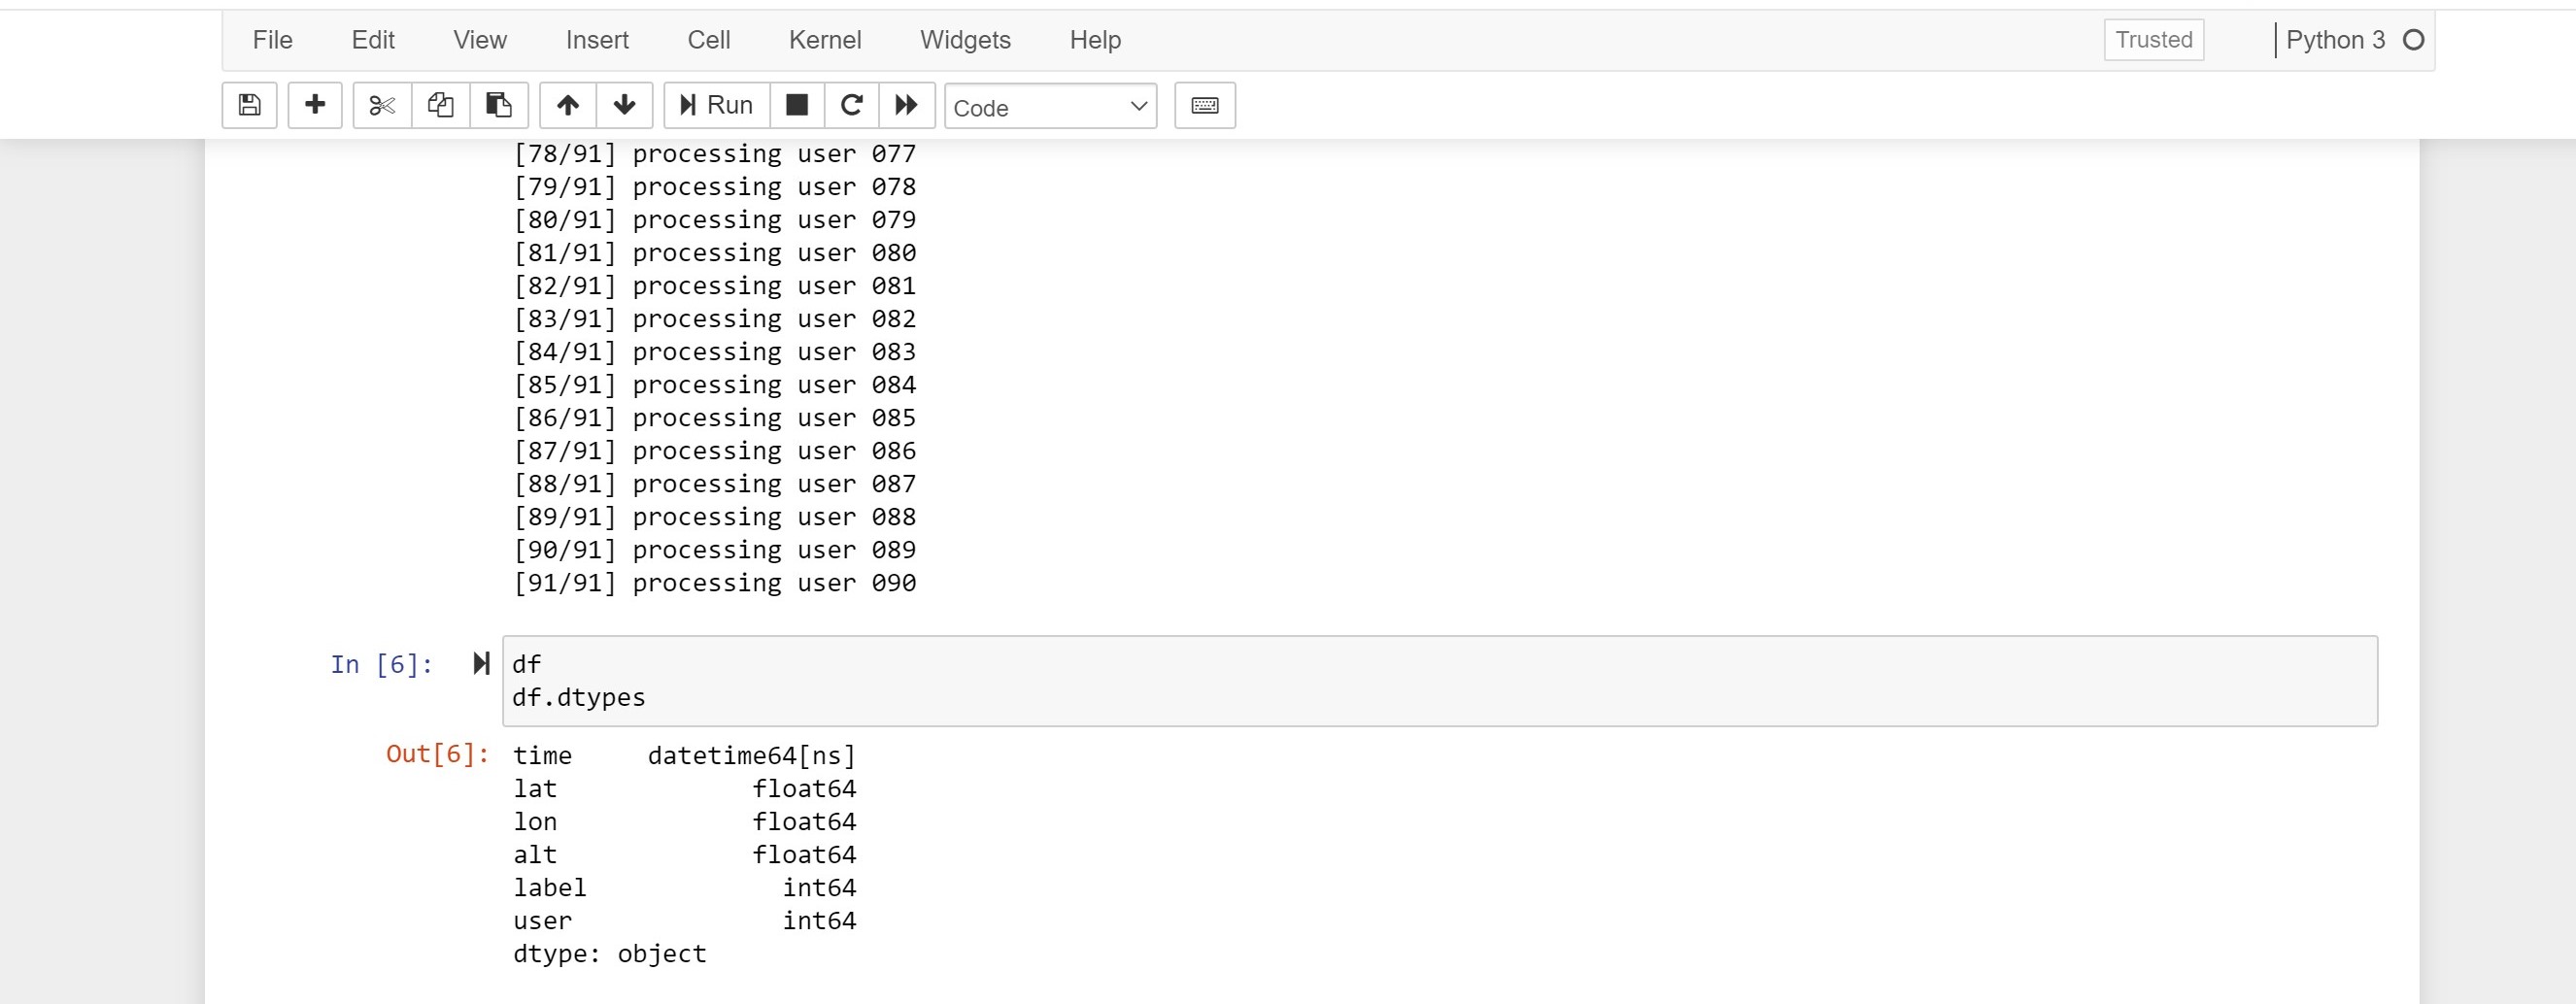 File Edit View Insert Cell Kernel Widgets Help Trusted Python 3
Run Code
[78/91] processing user 077
[79/91] processing user 078
[80/91] processing user 079
[81/91] processing user 080
[82/91] processing user 081
[83/91] processing user 082
[84/91] processing user 083
[85/91] processing user 084
[86/91] processing user 085
[87/91] processing user 086
[88/91] processing user 087
[89/91] processing user 088
[90/91] processing user 089
[91/91] processing user 090
In [6]: df
df.dtypes
Out[6]: time datetime64[ns]
lat float64
lon float64
alt float64
label int64
user int64
dtype: object